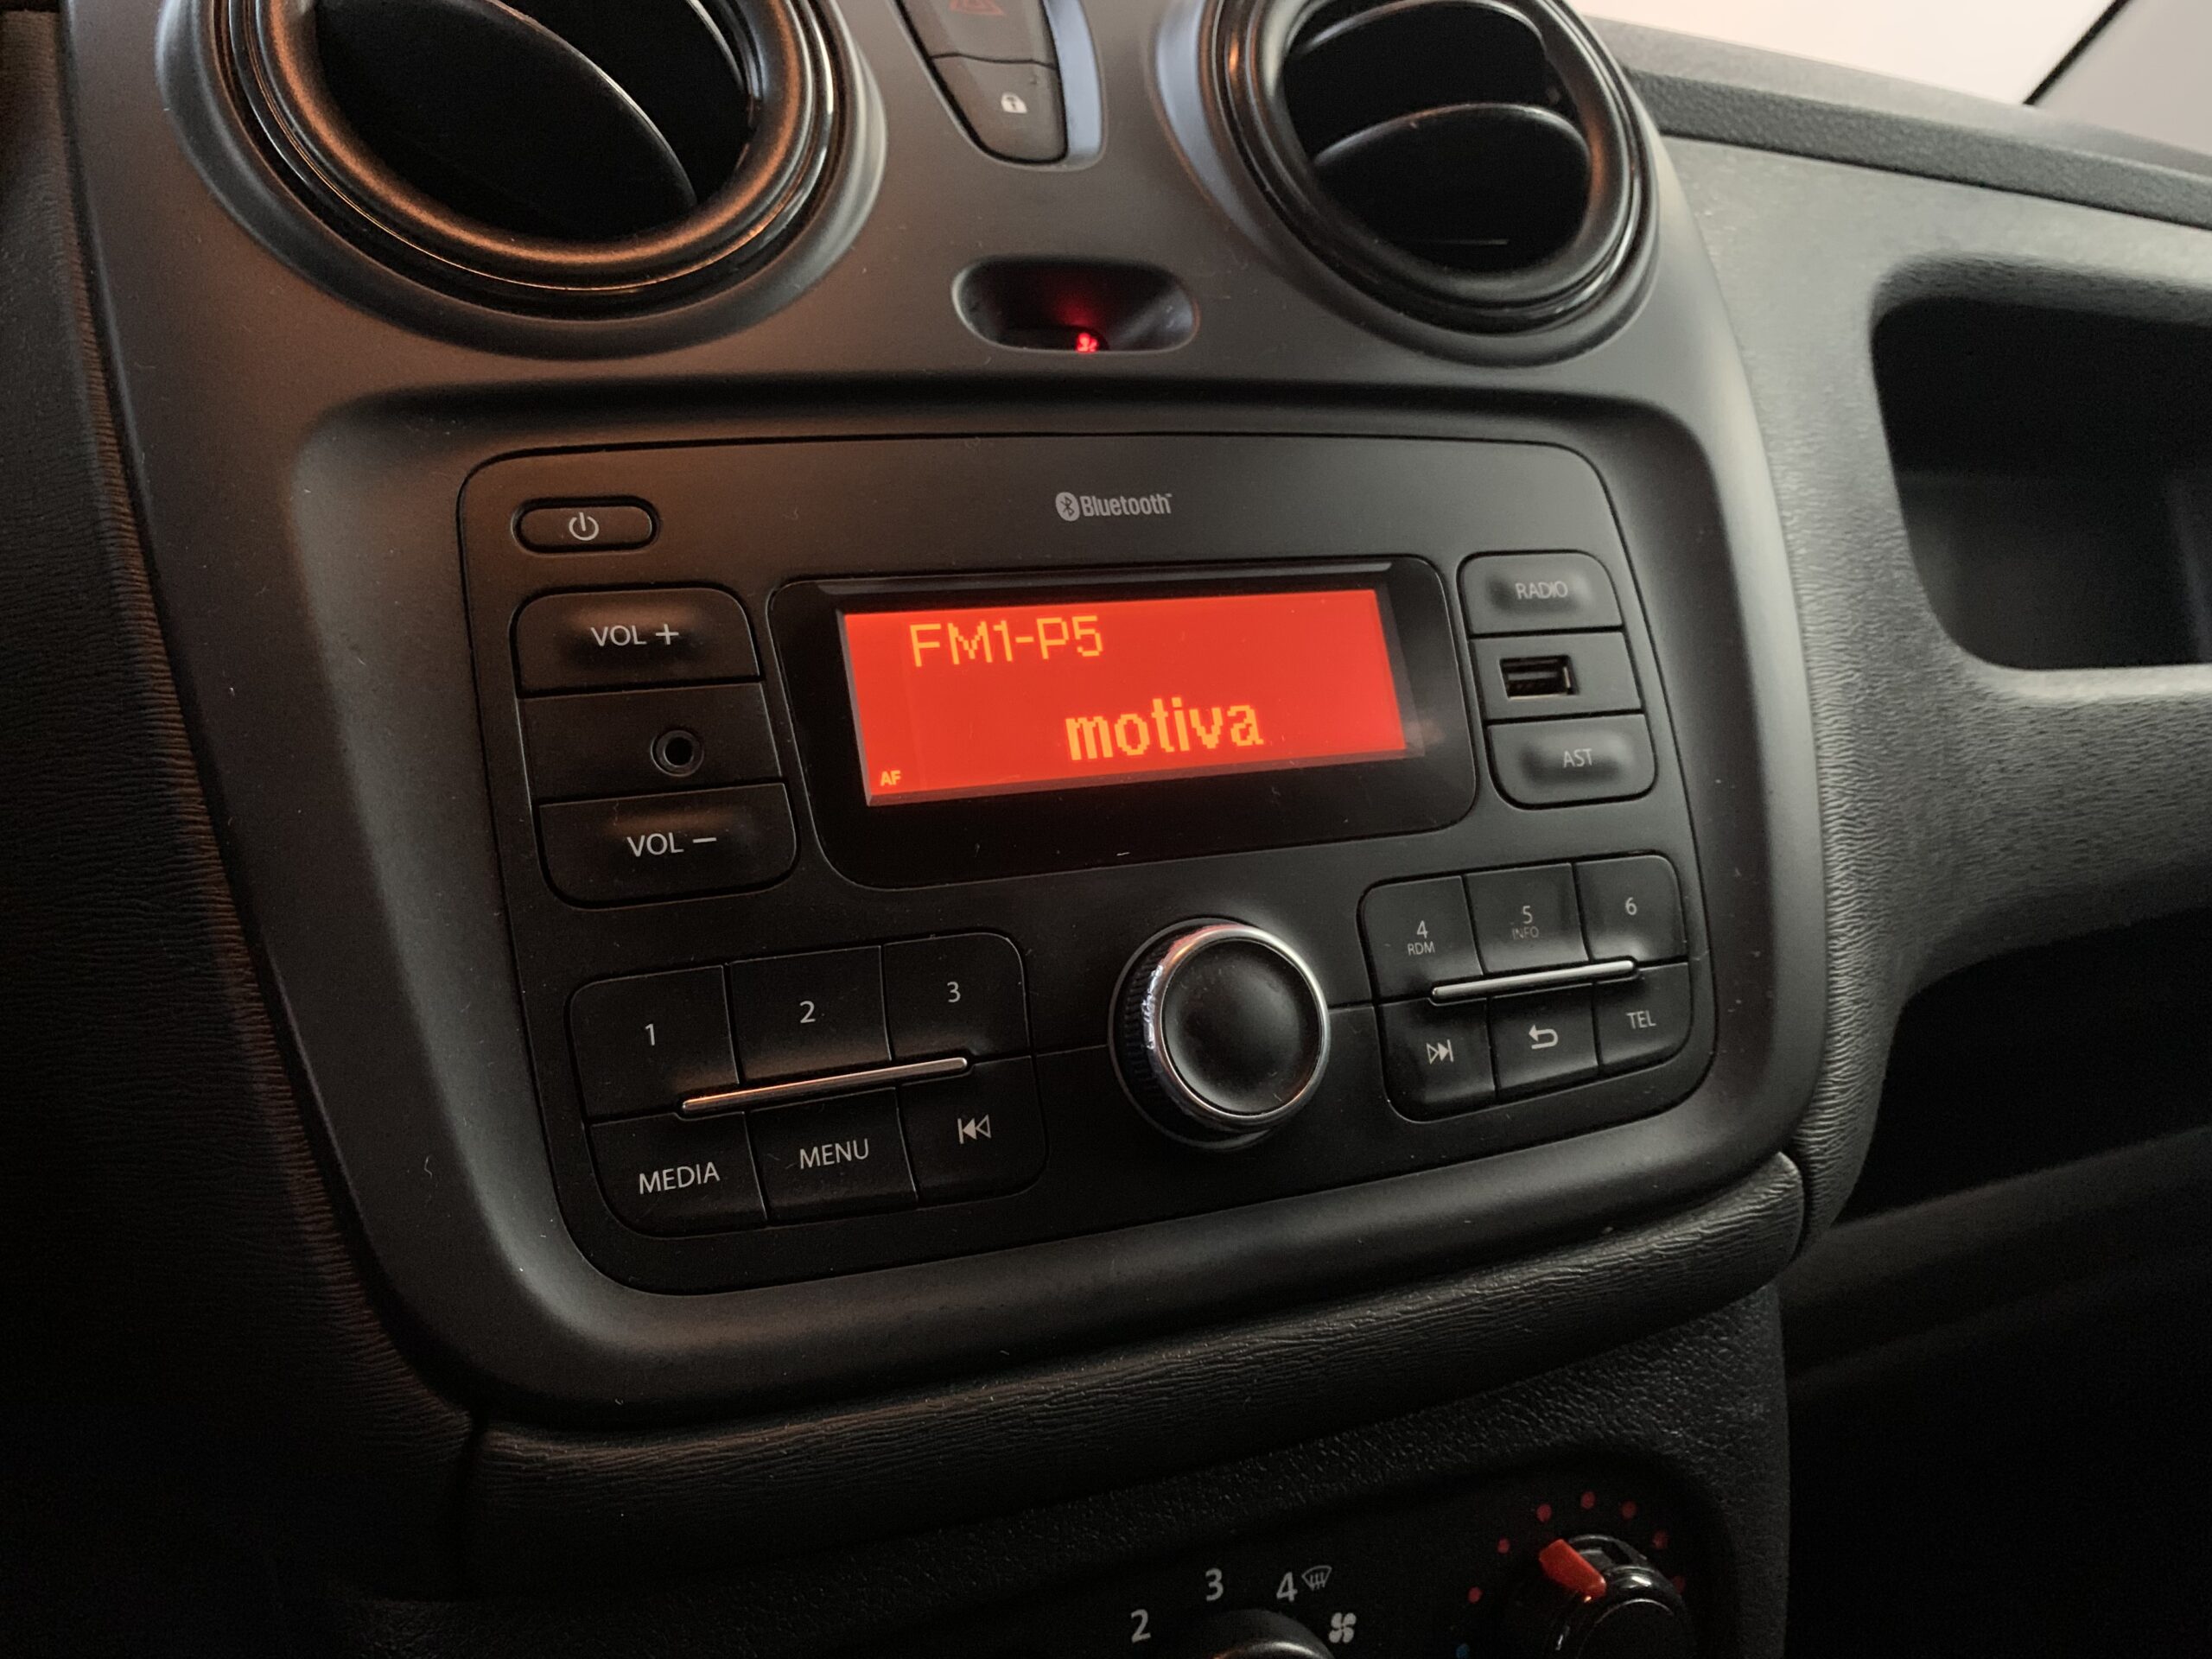 Bluetooth
VOL +
RADIO
FM1-P5
motiva
AF
AST
VOL −
1
2
3
4
RDM
5
INFO
6
MEDIA
MENU
TEL
2
3
4